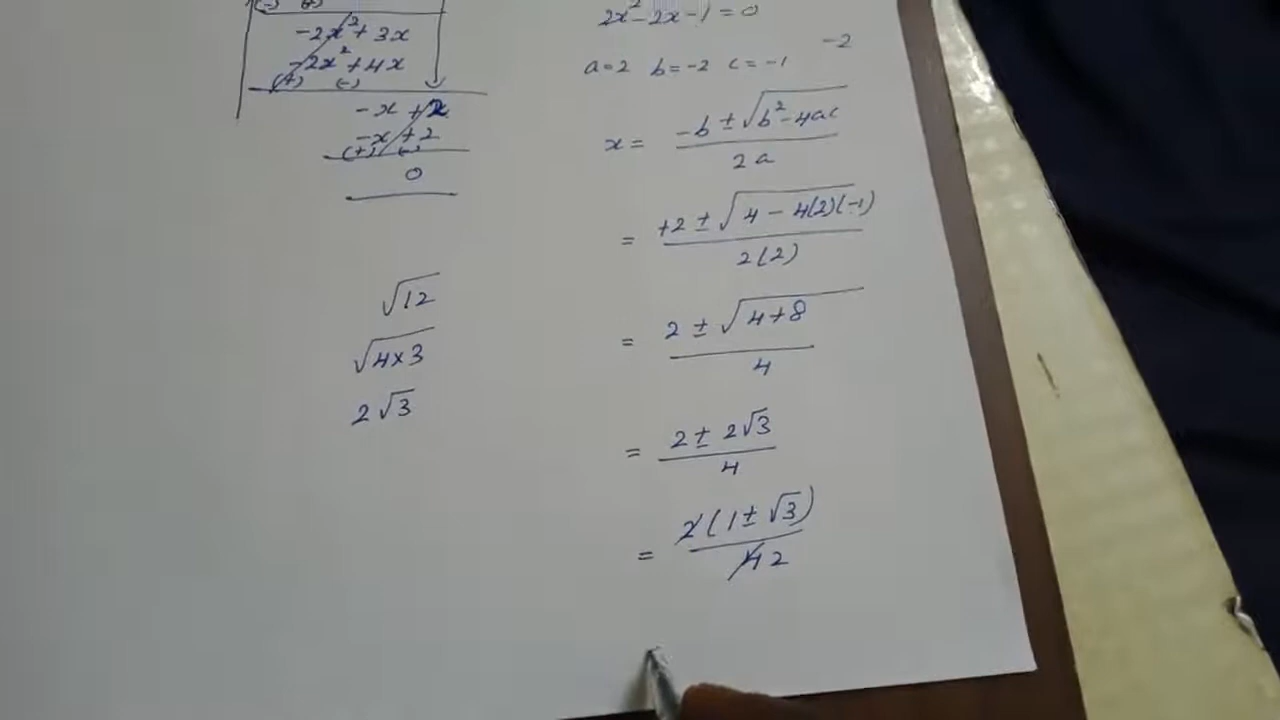 (-) (+)
-2x² + 3x
-2x² + 4x
(+) (-)
-x + 2
-x + 2
(+) (-)
0
√12
√4×3
2√3
2x² - 2x - 1 = 0
-2
a=2 b=-2 c=-1
x = -b ± √b² - 4ac / 2a
= +2 ± √4 - 4(2)(-1) / 2(2)
= 2 ± √4+8 / 4
= 2 ± 2√3 / 4
= 2(1 ± √3) / 4 2